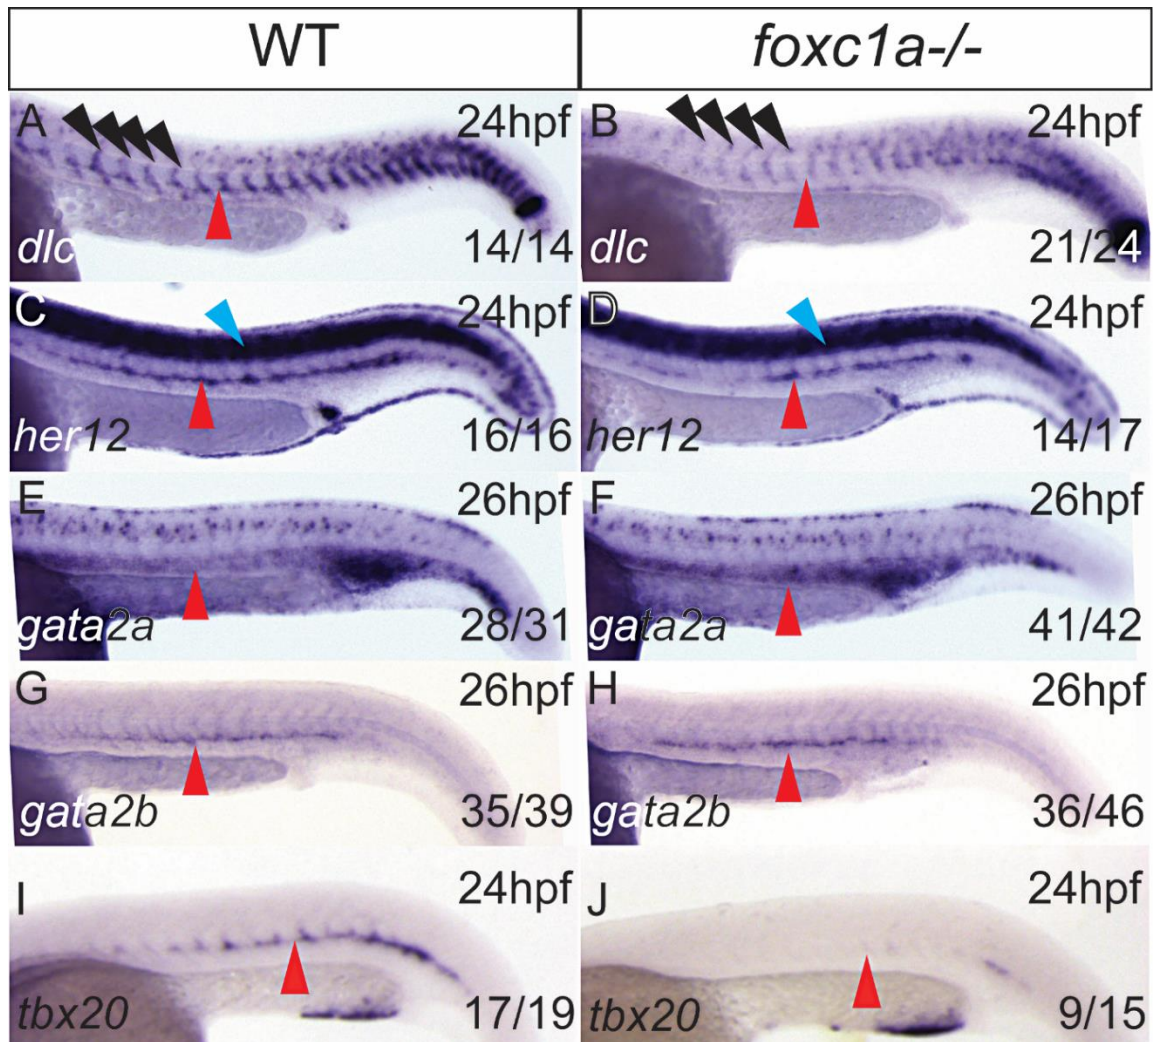 WT foxc1a-/-
A 24hpf B 24hpf
dlc 14/14 dlc 21/24
C 24hpf D 24hpf
her12 16/16 her12 14/17
E 26hpf F 26hpf
gata2a 28/31 gata2a 41/42
G 26hpf H 26hpf
gata2b 35/39 gata2b 36/46
I 24hpf J 24hpf
tbx20 17/19 tbx20 9/15